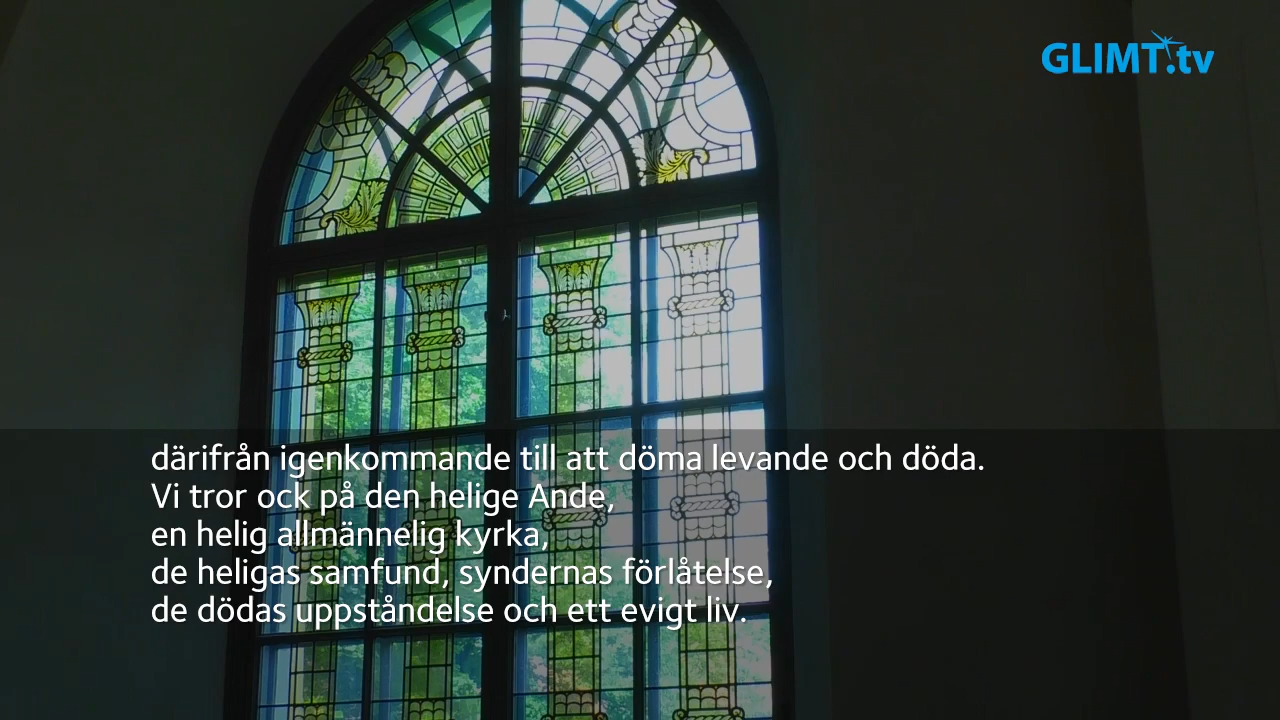 GLIMT.tv
därifrån igenkommande till att döma levande och döda.
Vi tror ock på den helige Ande,
en helig allmännelig kyrka,
de heligas samfund, syndernas förlåtelse,
de dödas uppståndelse och ett evigt liv.